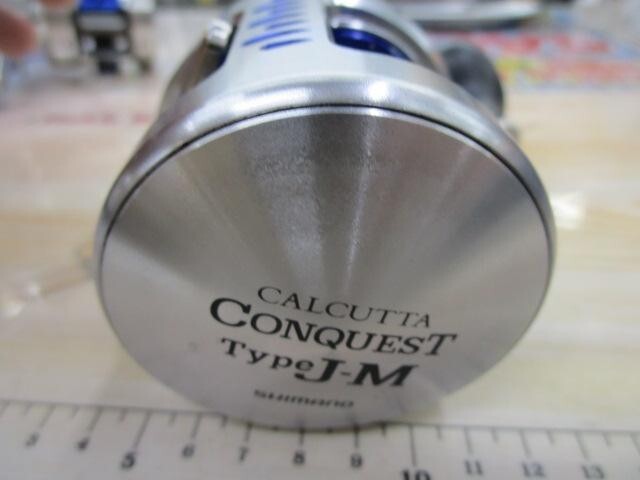 CALCUTTA
CONQUEST
Type J-M
SHIMANO
3 4 5 6 7 8 9 10 11 12 13